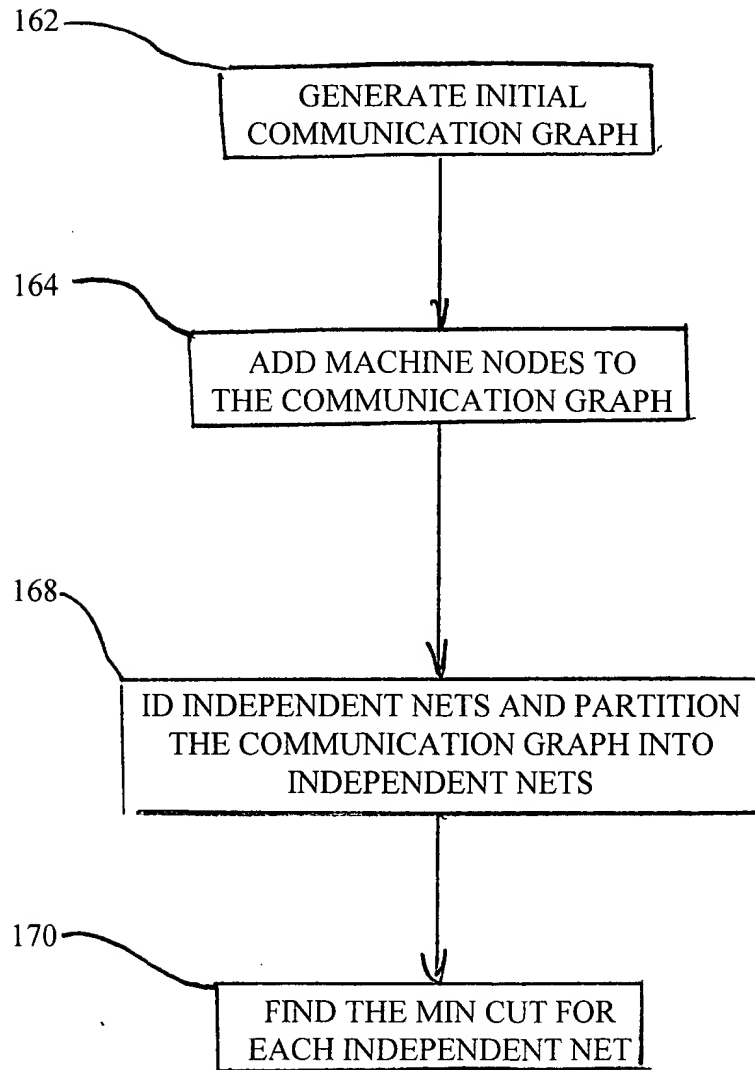 162
GENERATE INITIAL
COMMUNICATION GRAPH
164
ADD MACHINE NODES TO
THE COMMUNICATION GRAPH
168
ID INDEPENDENT NETS AND PARTITION
THE COMMUNICATION GRAPH INTO
INDEPENDENT NETS
170
FIND THE MIN CUT FOR
EACH INDEPENDENT NET